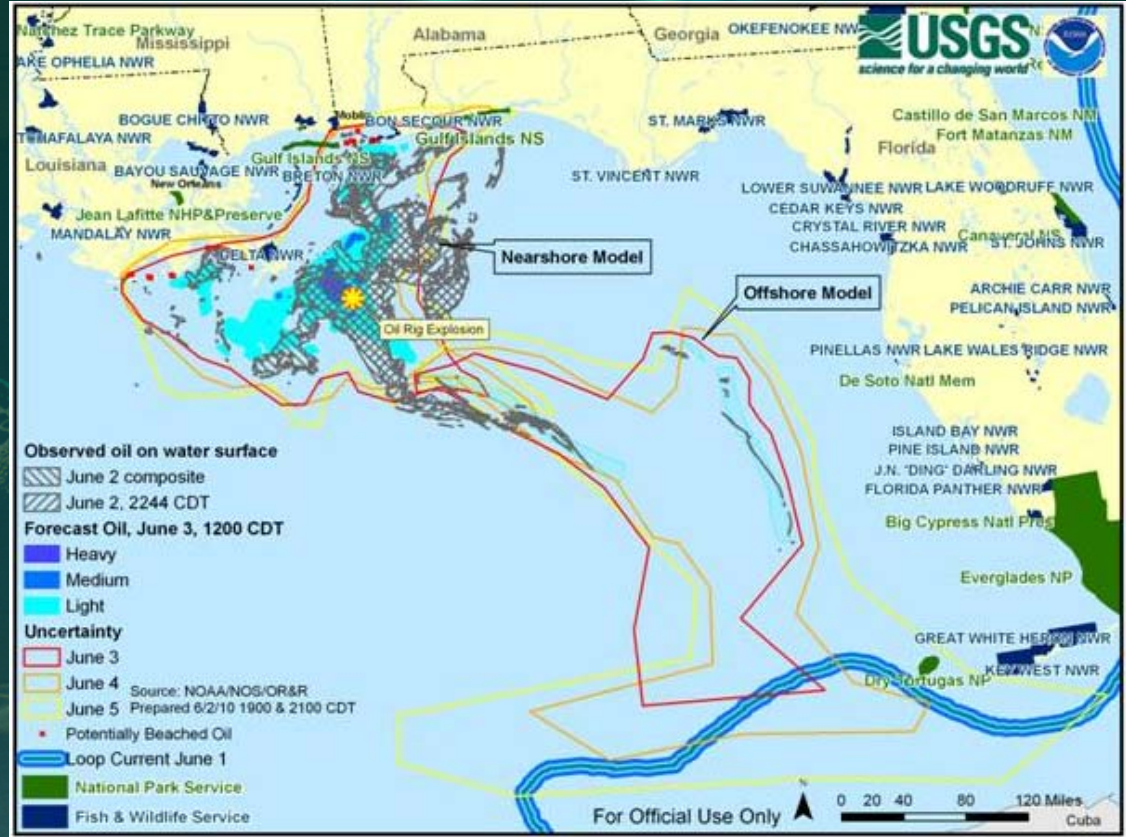 Natchez Trace Parkway
Mississippi
Alabama
Georgia
OKEFENOKEE NW
USGS
science for a changing world
NOAA
AKE OPHELIA NWR
BOGUE CHITTO NWR
Mobile
BON SECOUR NWR
Gulf Islands NS
ST. MARKS NWR
Castillo de San Marcos NM
Fort Matanzas NM
Florida
TCHAFALAYA NWR
Louisiana
BAYOU SAUVAGE NWR
Gulf Islands NS
BRETON NWR
New Orleans
ST. VINCENT NWR
LOWER SUWANNEE NWR
LAKE WOODRUFF NWR
CEDAR KEYS NWR
Jean Lafitte NHP&Preserve
CRYSTAL RIVER NWR
Canaveral NS
MANDALAY NWR
CHASSAHOWITZKA NWR
ST. JOHNS NWR
DELTA NWR
Nearshore Model
Offshore Model
ARCHIE CARR NWR
PELICAN ISLAND NWR
Oil Rig Explosion
PINELLAS NWR
LAKE WALES RIDGE NWR
De Soto Natl Mem
ISLAND BAY NWR
PINE ISLAND NWR
J.N. "DING" DARLING NWR
FLORIDA PANTHER NWR
Big Cypress Natl Pres
Everglades NP
GREAT WHITE HERON NWR
KEY WEST NWR
Dry Tortugas NP
Observed oil on water surface
June 2 composite
June 2, 2244 CDT
Forecast Oil, June 3, 1200 CDT
Heavy
Medium
Light
Uncertainty
June 3
June 4
June 5
Source: NOAA/NOS/OR&R
Prepared 6/2/10 1900 & 2100 CDT
Potentially Beached Oil
Loop Current June 1
National Park Service
Fish & Wildlife Service
For Official Use Only
N
0 20 40 80 120 Miles
Cuba